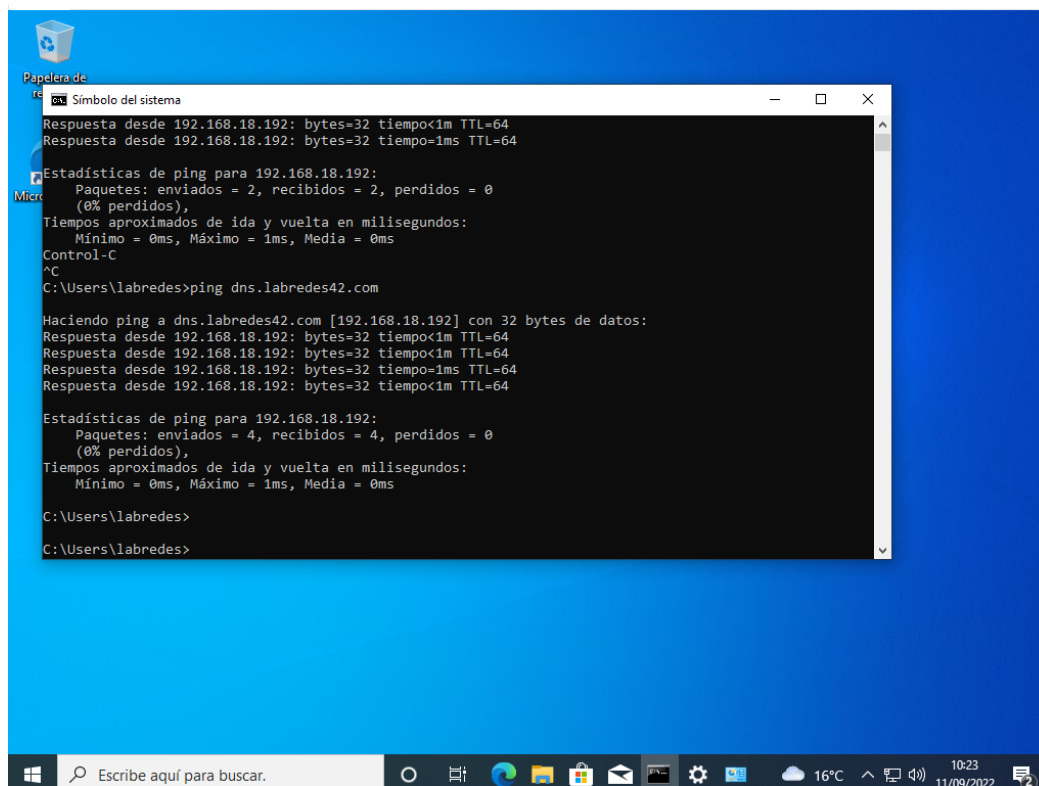 Papelera de
re
Micro
Símbolo del sistema
Respuesta desde 192.168.18.192: bytes=32 tiempo<1m TTL=64
Respuesta desde 192.168.18.192: bytes=32 tiempo=1ms TTL=64
Estadísticas de ping para 192.168.18.192:
Paquetes: enviados = 2, recibidos = 2, perdidos = 0
(0% perdidos),
Tiempos aproximados de ida y vuelta en milisegundos:
Mínimo = 0ms, Máximo = 1ms, Media = 0ms
Control-C
^C
C:\Users\labredes>ping dns.labredes42.com
Haciendo ping a dns.labredes42.com [192.168.18.192] con 32 bytes de datos:
Respuesta desde 192.168.18.192: bytes=32 tiempo<1m TTL=64
Respuesta desde 192.168.18.192: bytes=32 tiempo<1m TTL=64
Respuesta desde 192.168.18.192: bytes=32 tiempo=1ms TTL=64
Respuesta desde 192.168.18.192: bytes=32 tiempo<1m TTL=64
Estadísticas de ping para 192.168.18.192:
Paquetes: enviados = 4, recibidos = 4, perdidos = 0
(0% perdidos),
Tiempos aproximados de ida y vuelta en milisegundos:
Mínimo = 0ms, Máximo = 1ms, Media = 0ms
C:\Users\labredes>
C:\Users\labredes>
Escribe aquí para buscar.
16°C
10:23
11/09/2022
2